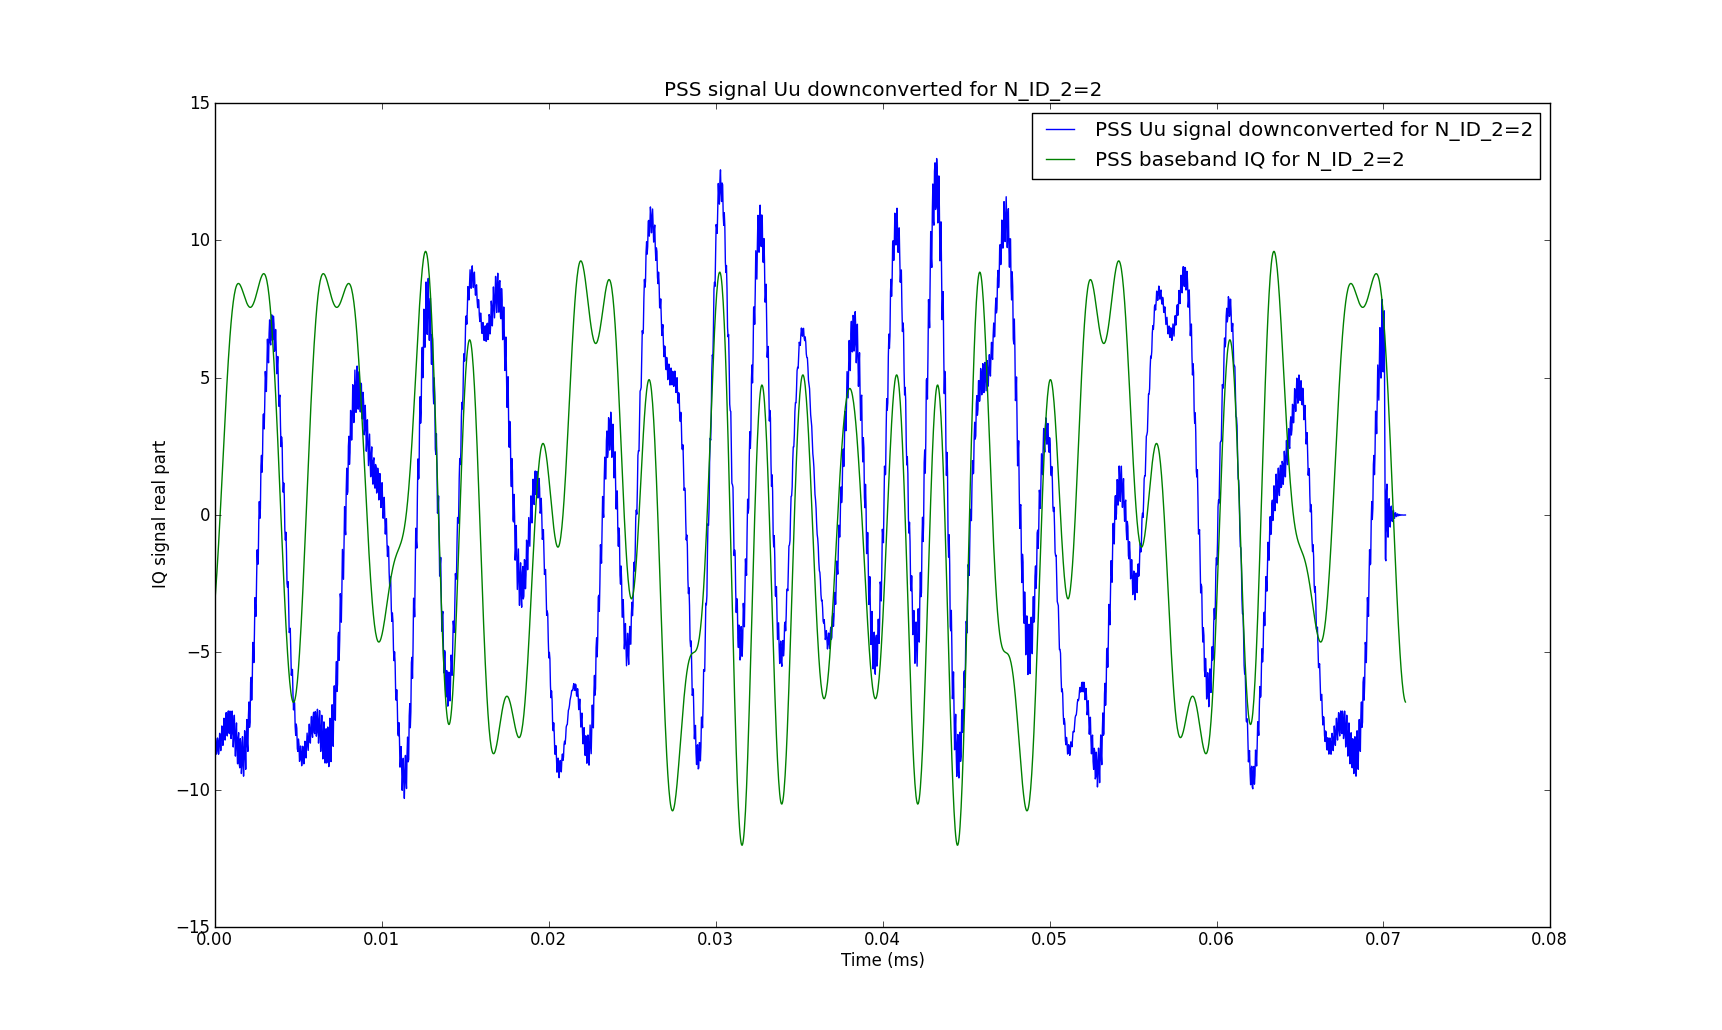 PSS signal Uu downconverted for N_ID_2=2
PSS Uu signal downconverted for N_ID_2=2
PSS baseband IQ for N_ID_2=2
15
10
5
0
−5
−10
−15
IQ signal real part
0.00 0.01 0.02 0.03 0.04 0.05 0.06 0.07 0.08
Time (ms)